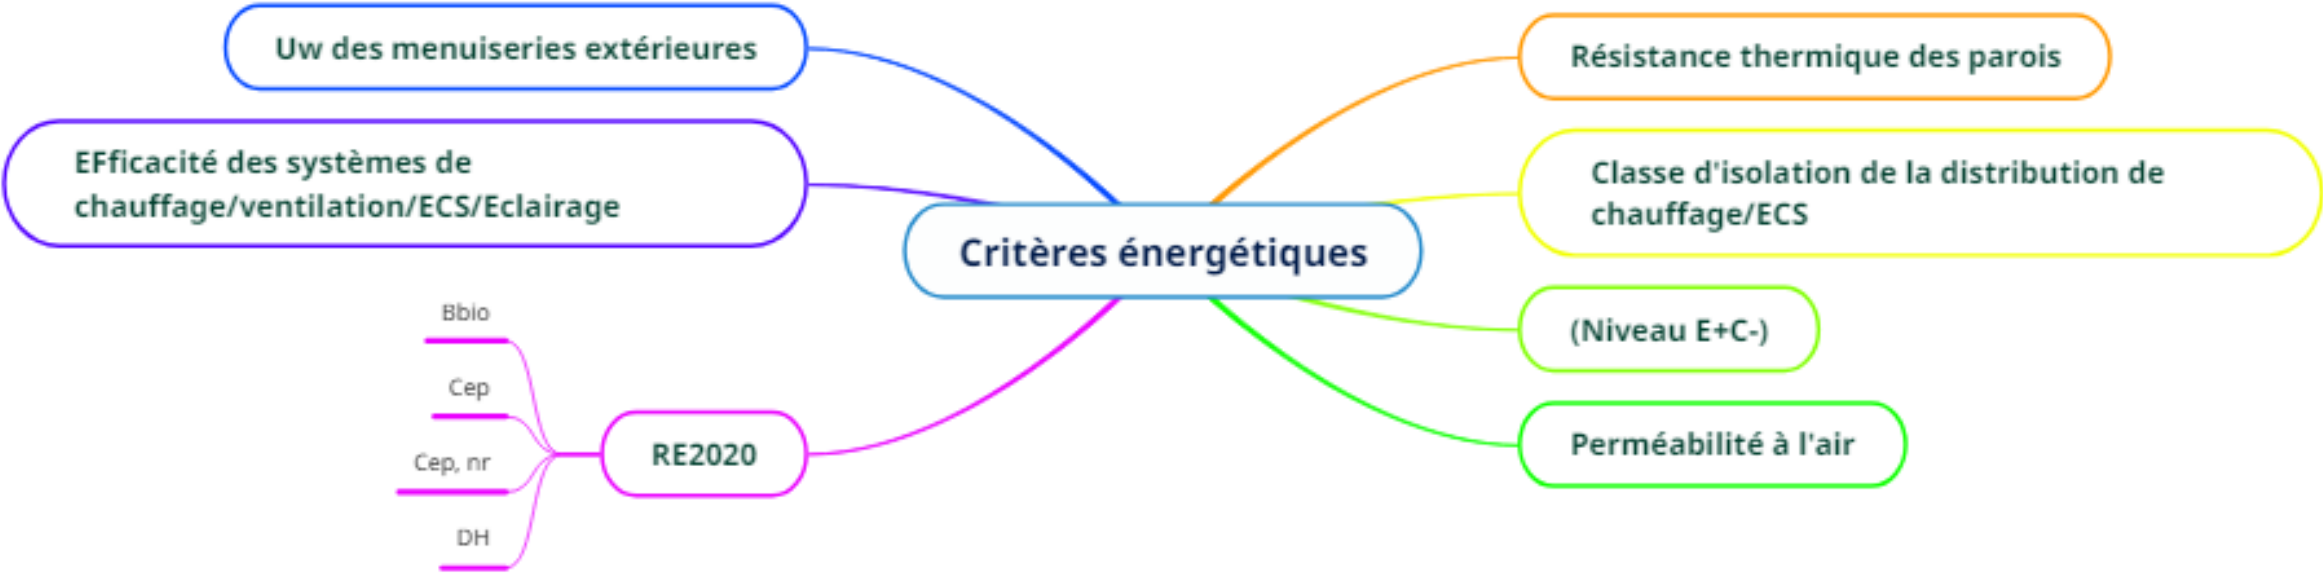 Uw des menuiseries extérieures
EFficacité des systèmes de
chauffage/ventilation/ECS/Eclairage
Bbio
Cep
Cep, nr
DH
RE2020
Critères énergétiques
Résistance thermique des parois
Classe d'isolation de la distribution de
chauffage/ECS
(Niveau E+C-)
Perméabilité à l'air